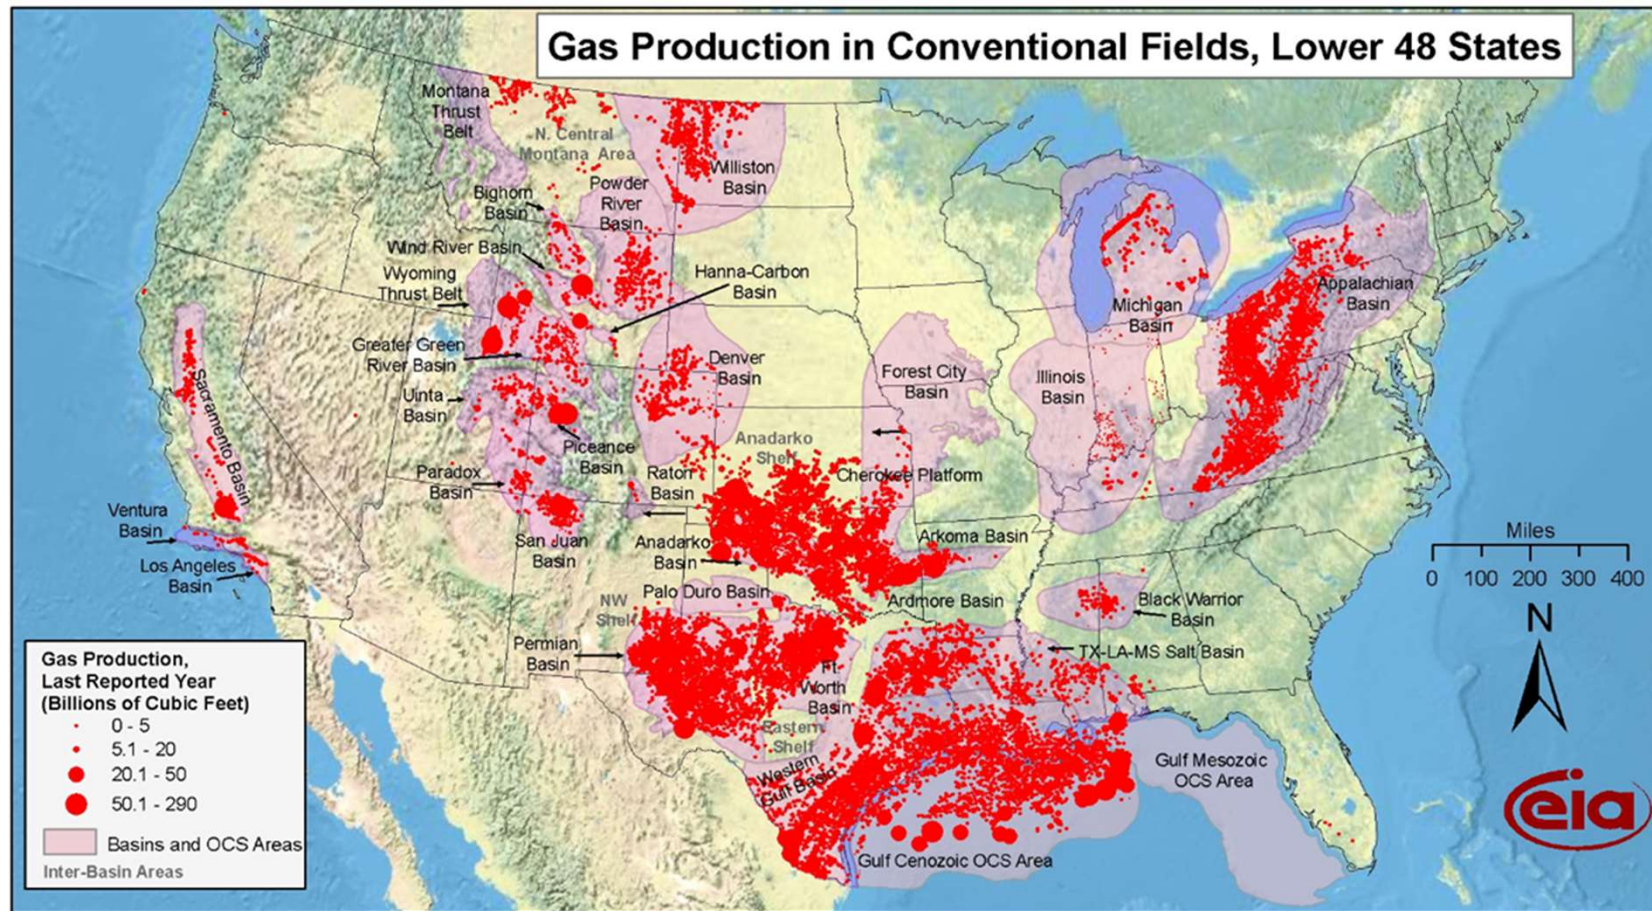 Gas Production in Conventional Fields, Lower 48 States
Montana
Thrust
Belt
N. Central
Montana Area
Williston
Basin
Bighorn
Basin
Powder
River
Basin
Wind River Basin
Wyoming
Thrust Belt
Hanna-Carbon
Basin
Greater Green
River Basin
Denver
Basin
Uinta
Basin
Piceance
Basin
Paradox
Basin
Sacramento Basin
Ventura
Basin
Los Angeles
Basin
San Juan
Basin
Raton
Basin
Anadarko
Shelf
Forest City
Basin
Cherokee Platform
Illinois
Basin
Michigan
Basin
Appalachian
Basin
Anadarko
Basin
Arkoma Basin
Palo Duro Basin
Ardmore Basin
NW
Shelf
Permian
Basin
Ft.
Worth
Basin
Eastern
Shelf
Western
Gulf Basin
Black Warrior
Basin
TX-LA-MS Salt Basin
Gulf Mesozoic
OCS Area
Gulf Cenozoic OCS Area
Miles
0 100 200 300 400
N
eia
Gas Production,
Last Reported Year
(Billions of Cubic Feet)
0 - 5
5.1 - 20
20.1 - 50
50.1 - 290
Basins and OCS Areas
Inter-Basin Areas